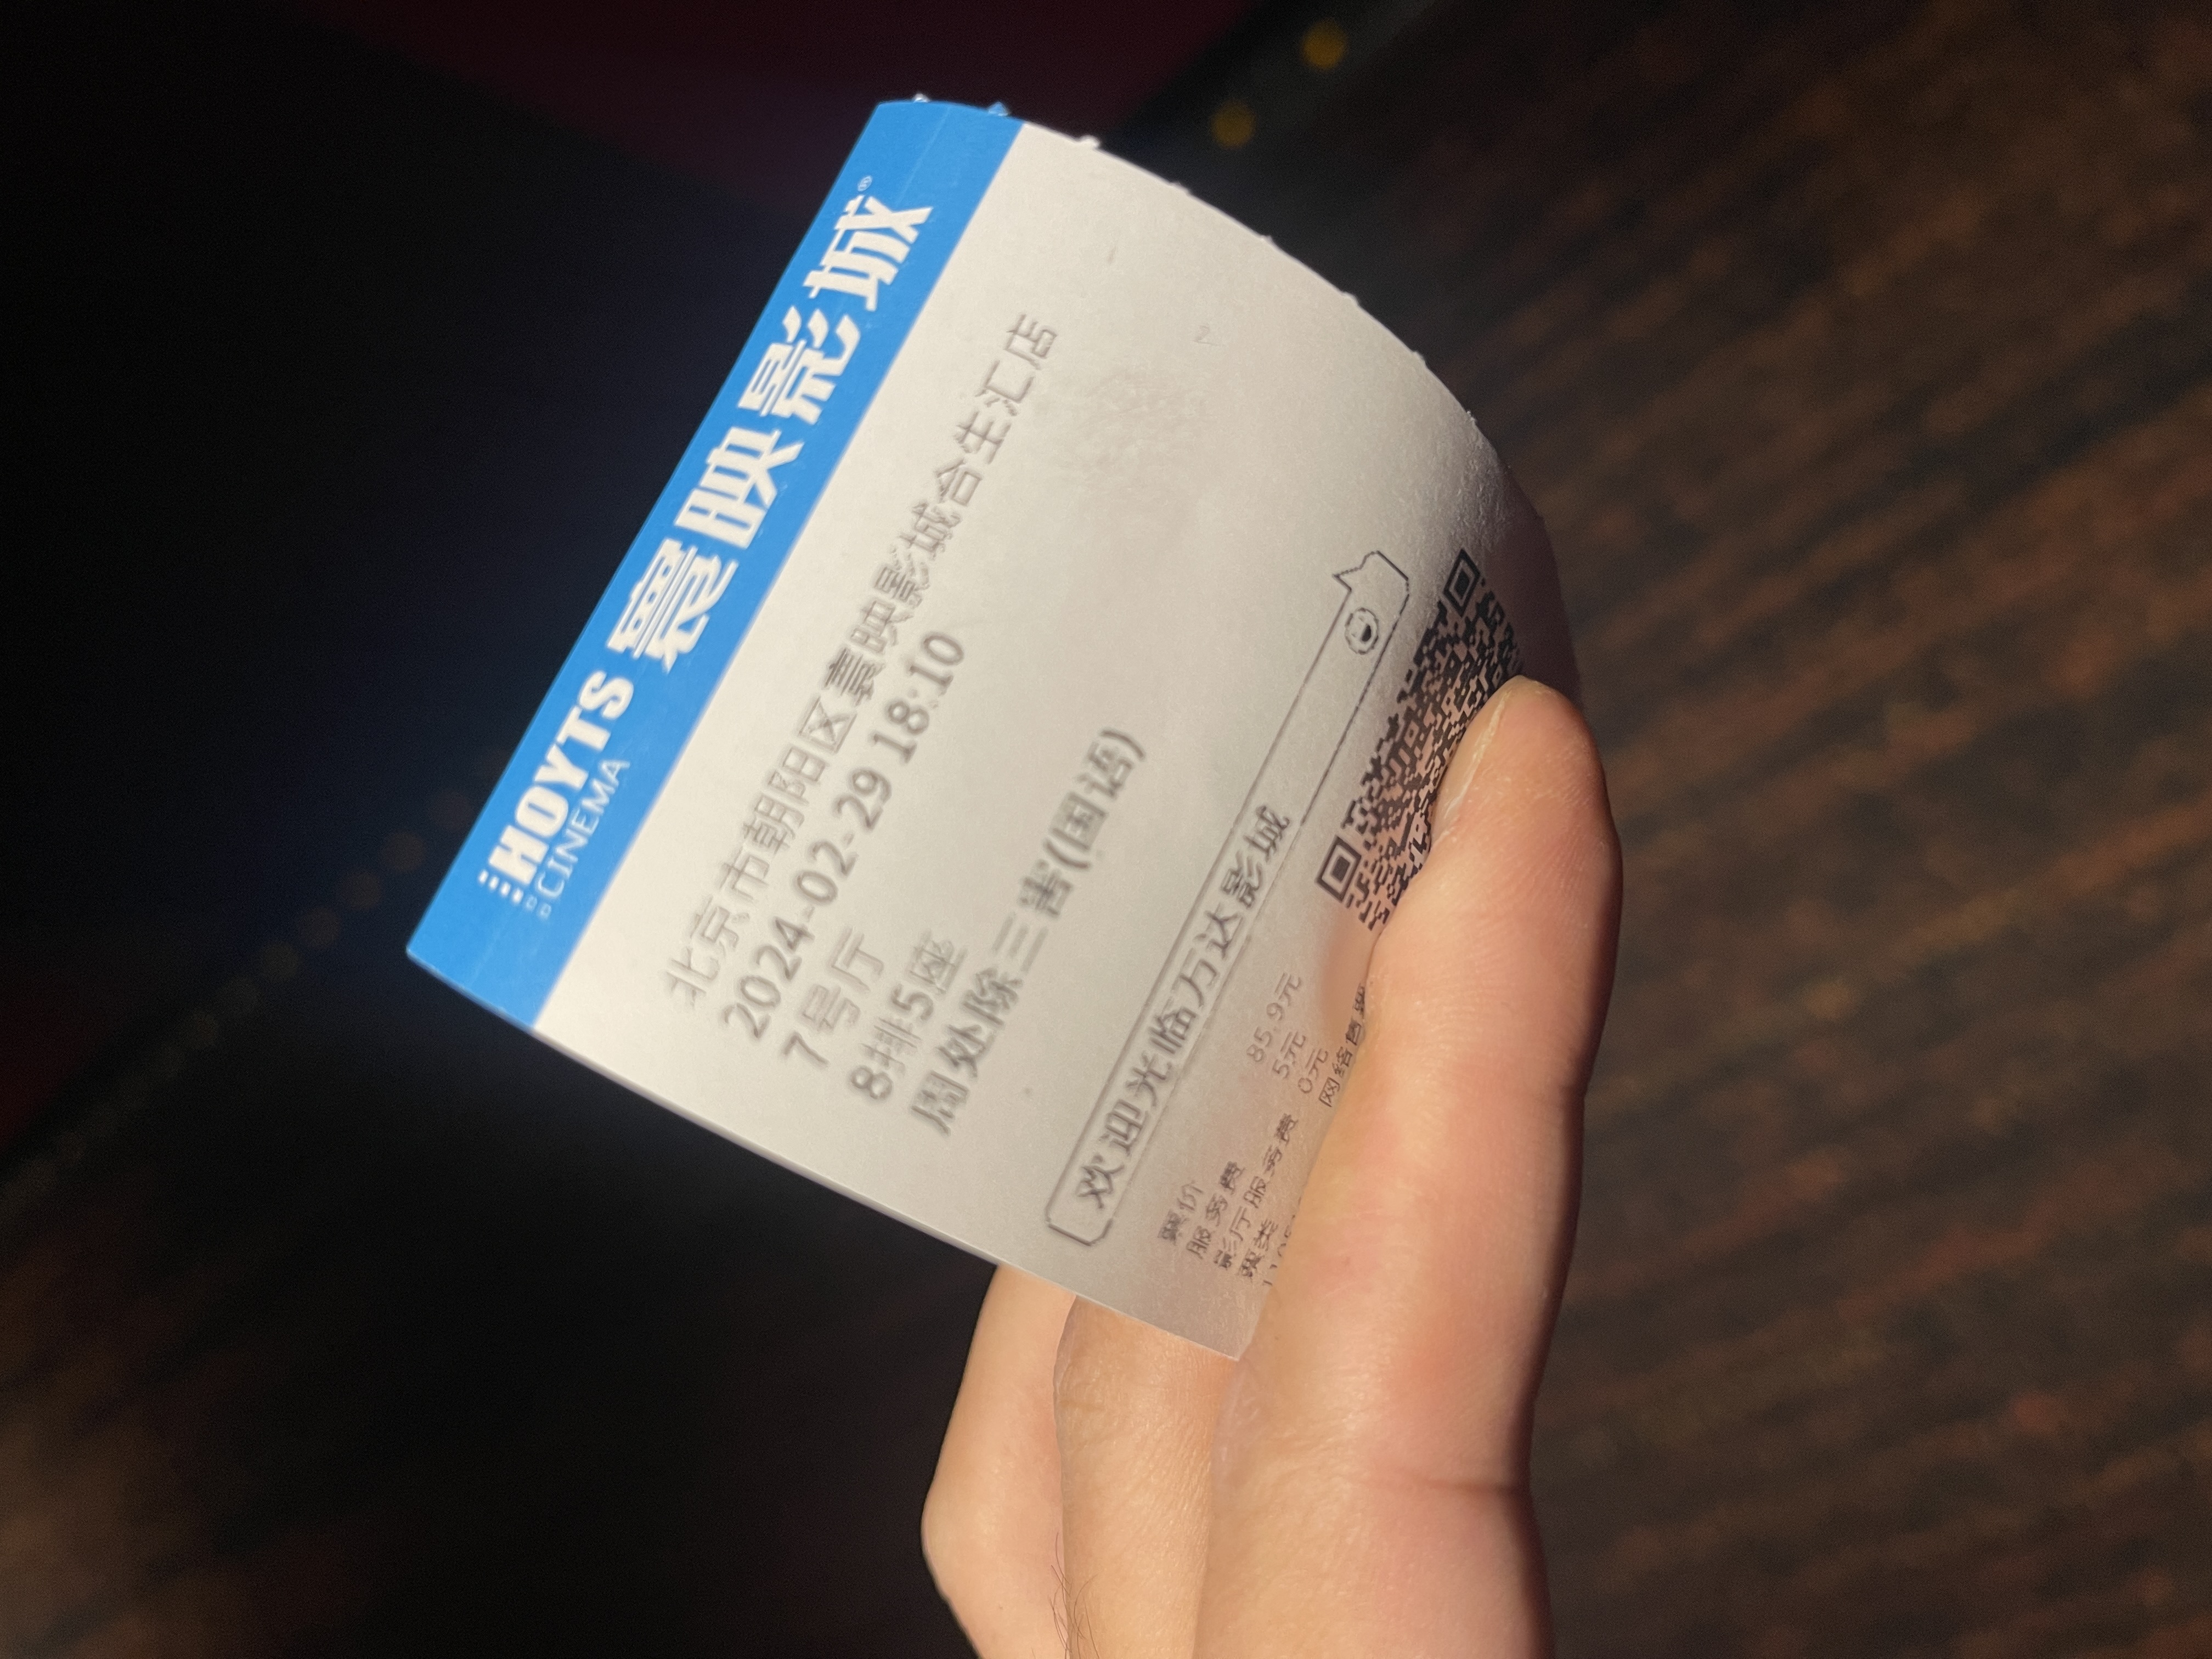 HOYTS 寰映影城®
CINEMA
北京市朝阳区寰映影城合生汇店
2024-02-29 18:10
7号厅
8排5座
周处除三害(国语)
欢迎光临万达影城
票价 85.9元
服务费 5元
影厅服务费 0元
票类 网络售票